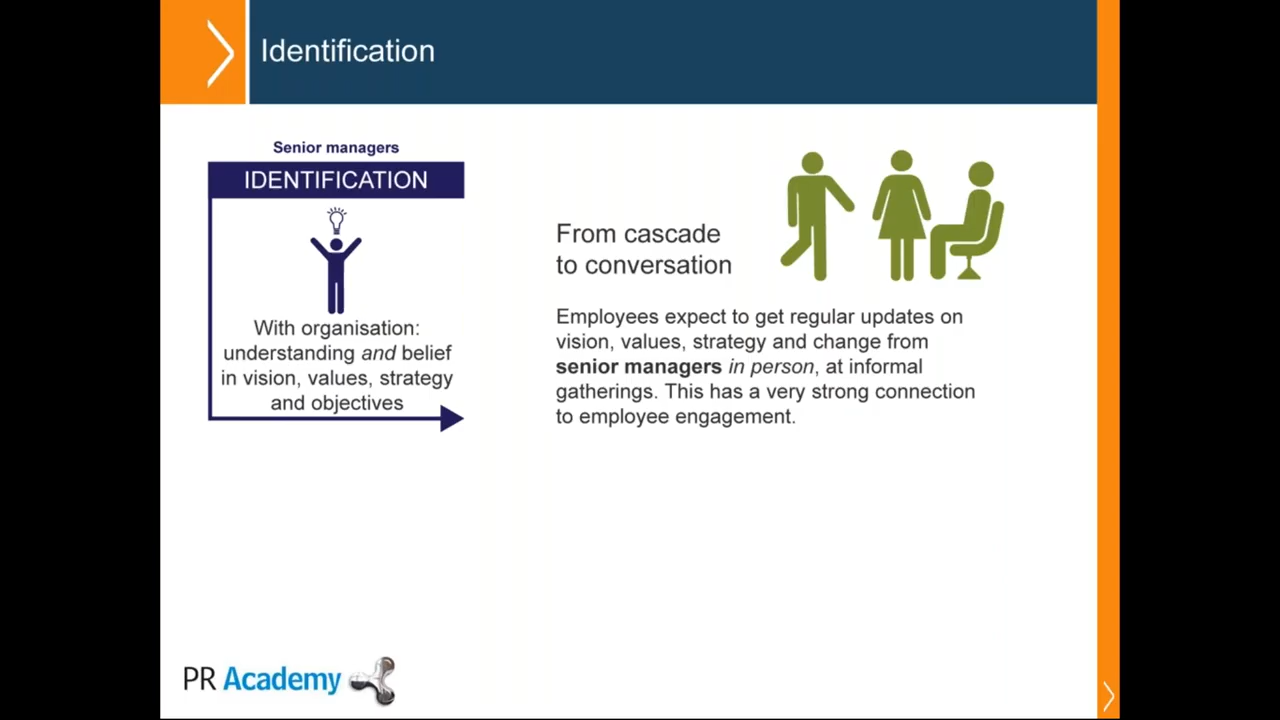 Identification
Senior managers
IDENTIFICATION
With organisation:
understanding and belief
in vision, values, strategy
and objectives
From cascade
to conversation
Employees expect to get regular updates on
vision, values, strategy and change from
senior managers in person, at informal
gatherings. This has a very strong connection
to employee engagement.
PR Academy